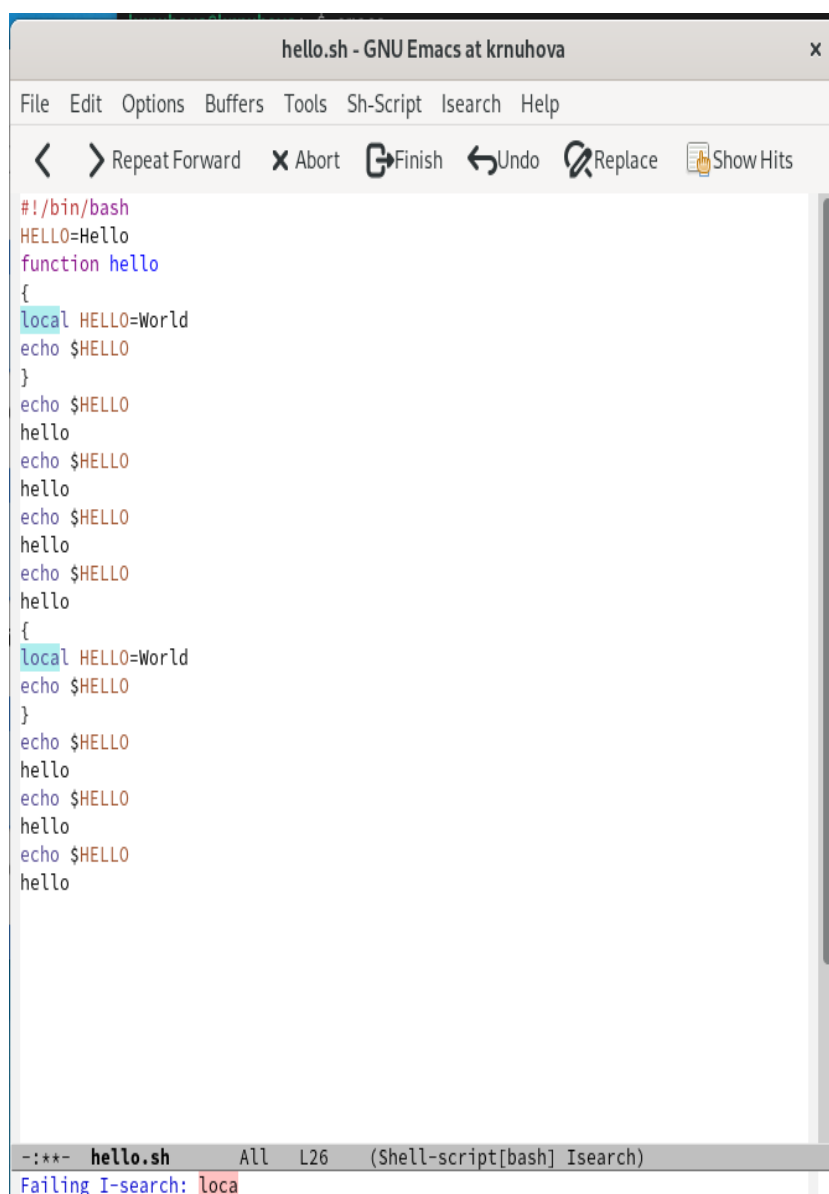 hello.sh - GNU Emacs at krnuhova
File Edit Options Buffers Tools Sh-Script Isearch Help
Repeat Forward Abort Finish Undo Replace Show Hits
#!/bin/bash
HELLO=Hello
function hello
{
local HELLO=World
echo $HELLO
}
echo $HELLO
hello
echo $HELLO
hello
echo $HELLO
hello
echo $HELLO
hello
{
local HELLO=World
echo $HELLO
}
echo $HELLO
hello
echo $HELLO
hello
echo $HELLO
hello
-:**- hello.sh All L26 (Shell-script[bash] Isearch)
Failing I-search: loca